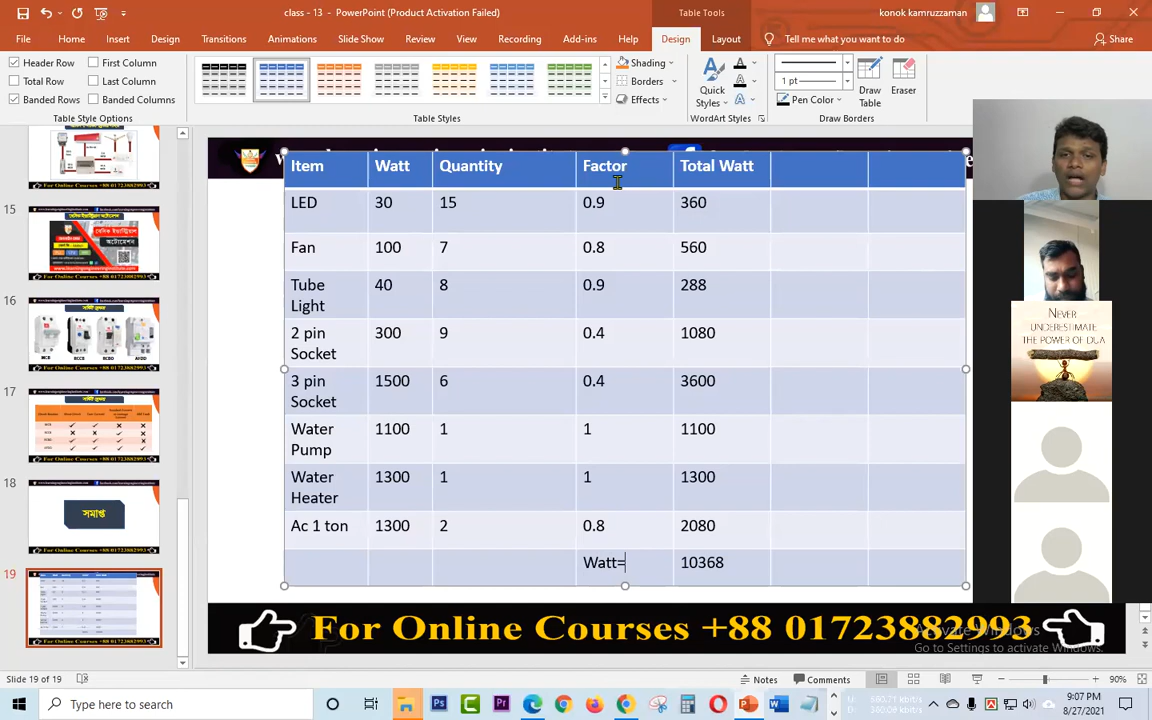 class - 13 - PowerPoint (Product Activation Failed)
Table Tools
konok kamruzzaman
File Home Insert Design Transitions Animations Slide Show Review View Recording Add-ins Help Design Layout Tell me what you want to do Share
Header Row First Column
Total Row Last Column
Banded Rows Banded Columns
Table Style Options
Table Styles
Shading
Borders
Effects
Quick Styles
WordArt Styles
1 pt
Pen Color
Draw Table
Eraser
Draw Borders
15
16
17
18
সমাপ্ত
19
Item Watt Quantity Factor Total Watt
LED 30 15 0.9 360
Fan 100 7 0.8 560
Tube Light 40 8 0.9 288
2 pin Socket 300 9 0.4 1080
3 pin Socket 1500 6 0.4 3600
Water Pump 1100 1 1 1100
Water Heater 1300 1 1 1300
Ac 1 ton 1300 2 0.8 2080
Watt= 10368
For Online Courses +88 01723882993
NEVER
UNDERESTIMATE
THE POWER OF DUA
Activate Windows
Go to Settings to activate Windows.
Slide 19 of 19
Notes Comments 90%
Type here to search
9:07 PM
8/27/2021